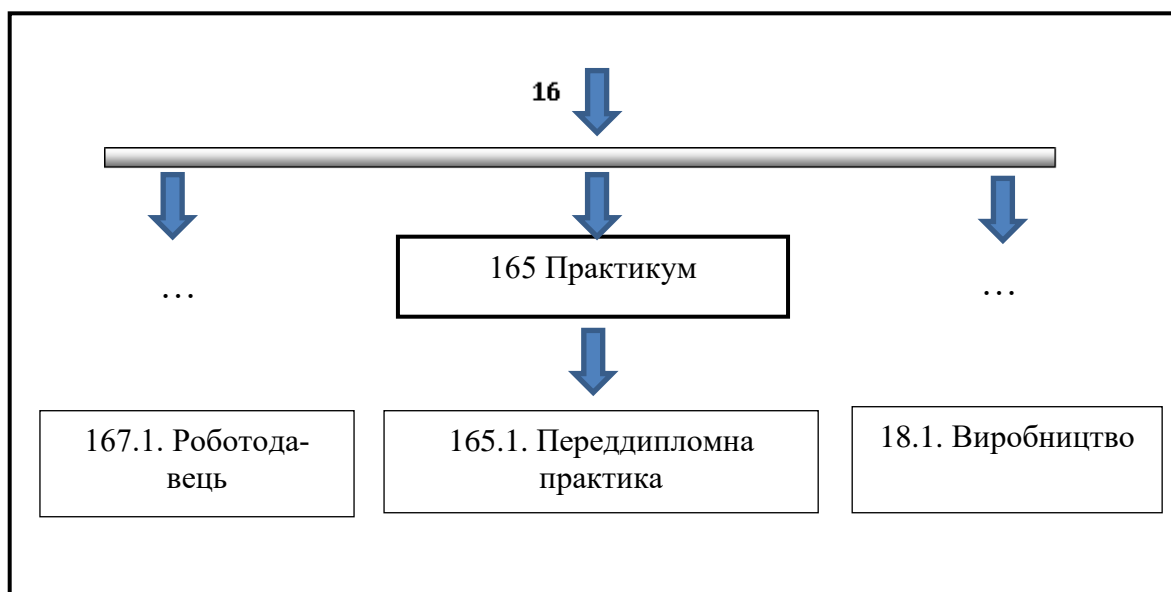 16
165 Практикум
…
…
167.1. Роботода-
вець
165.1. Переддипломна
практика
18.1. Виробництво